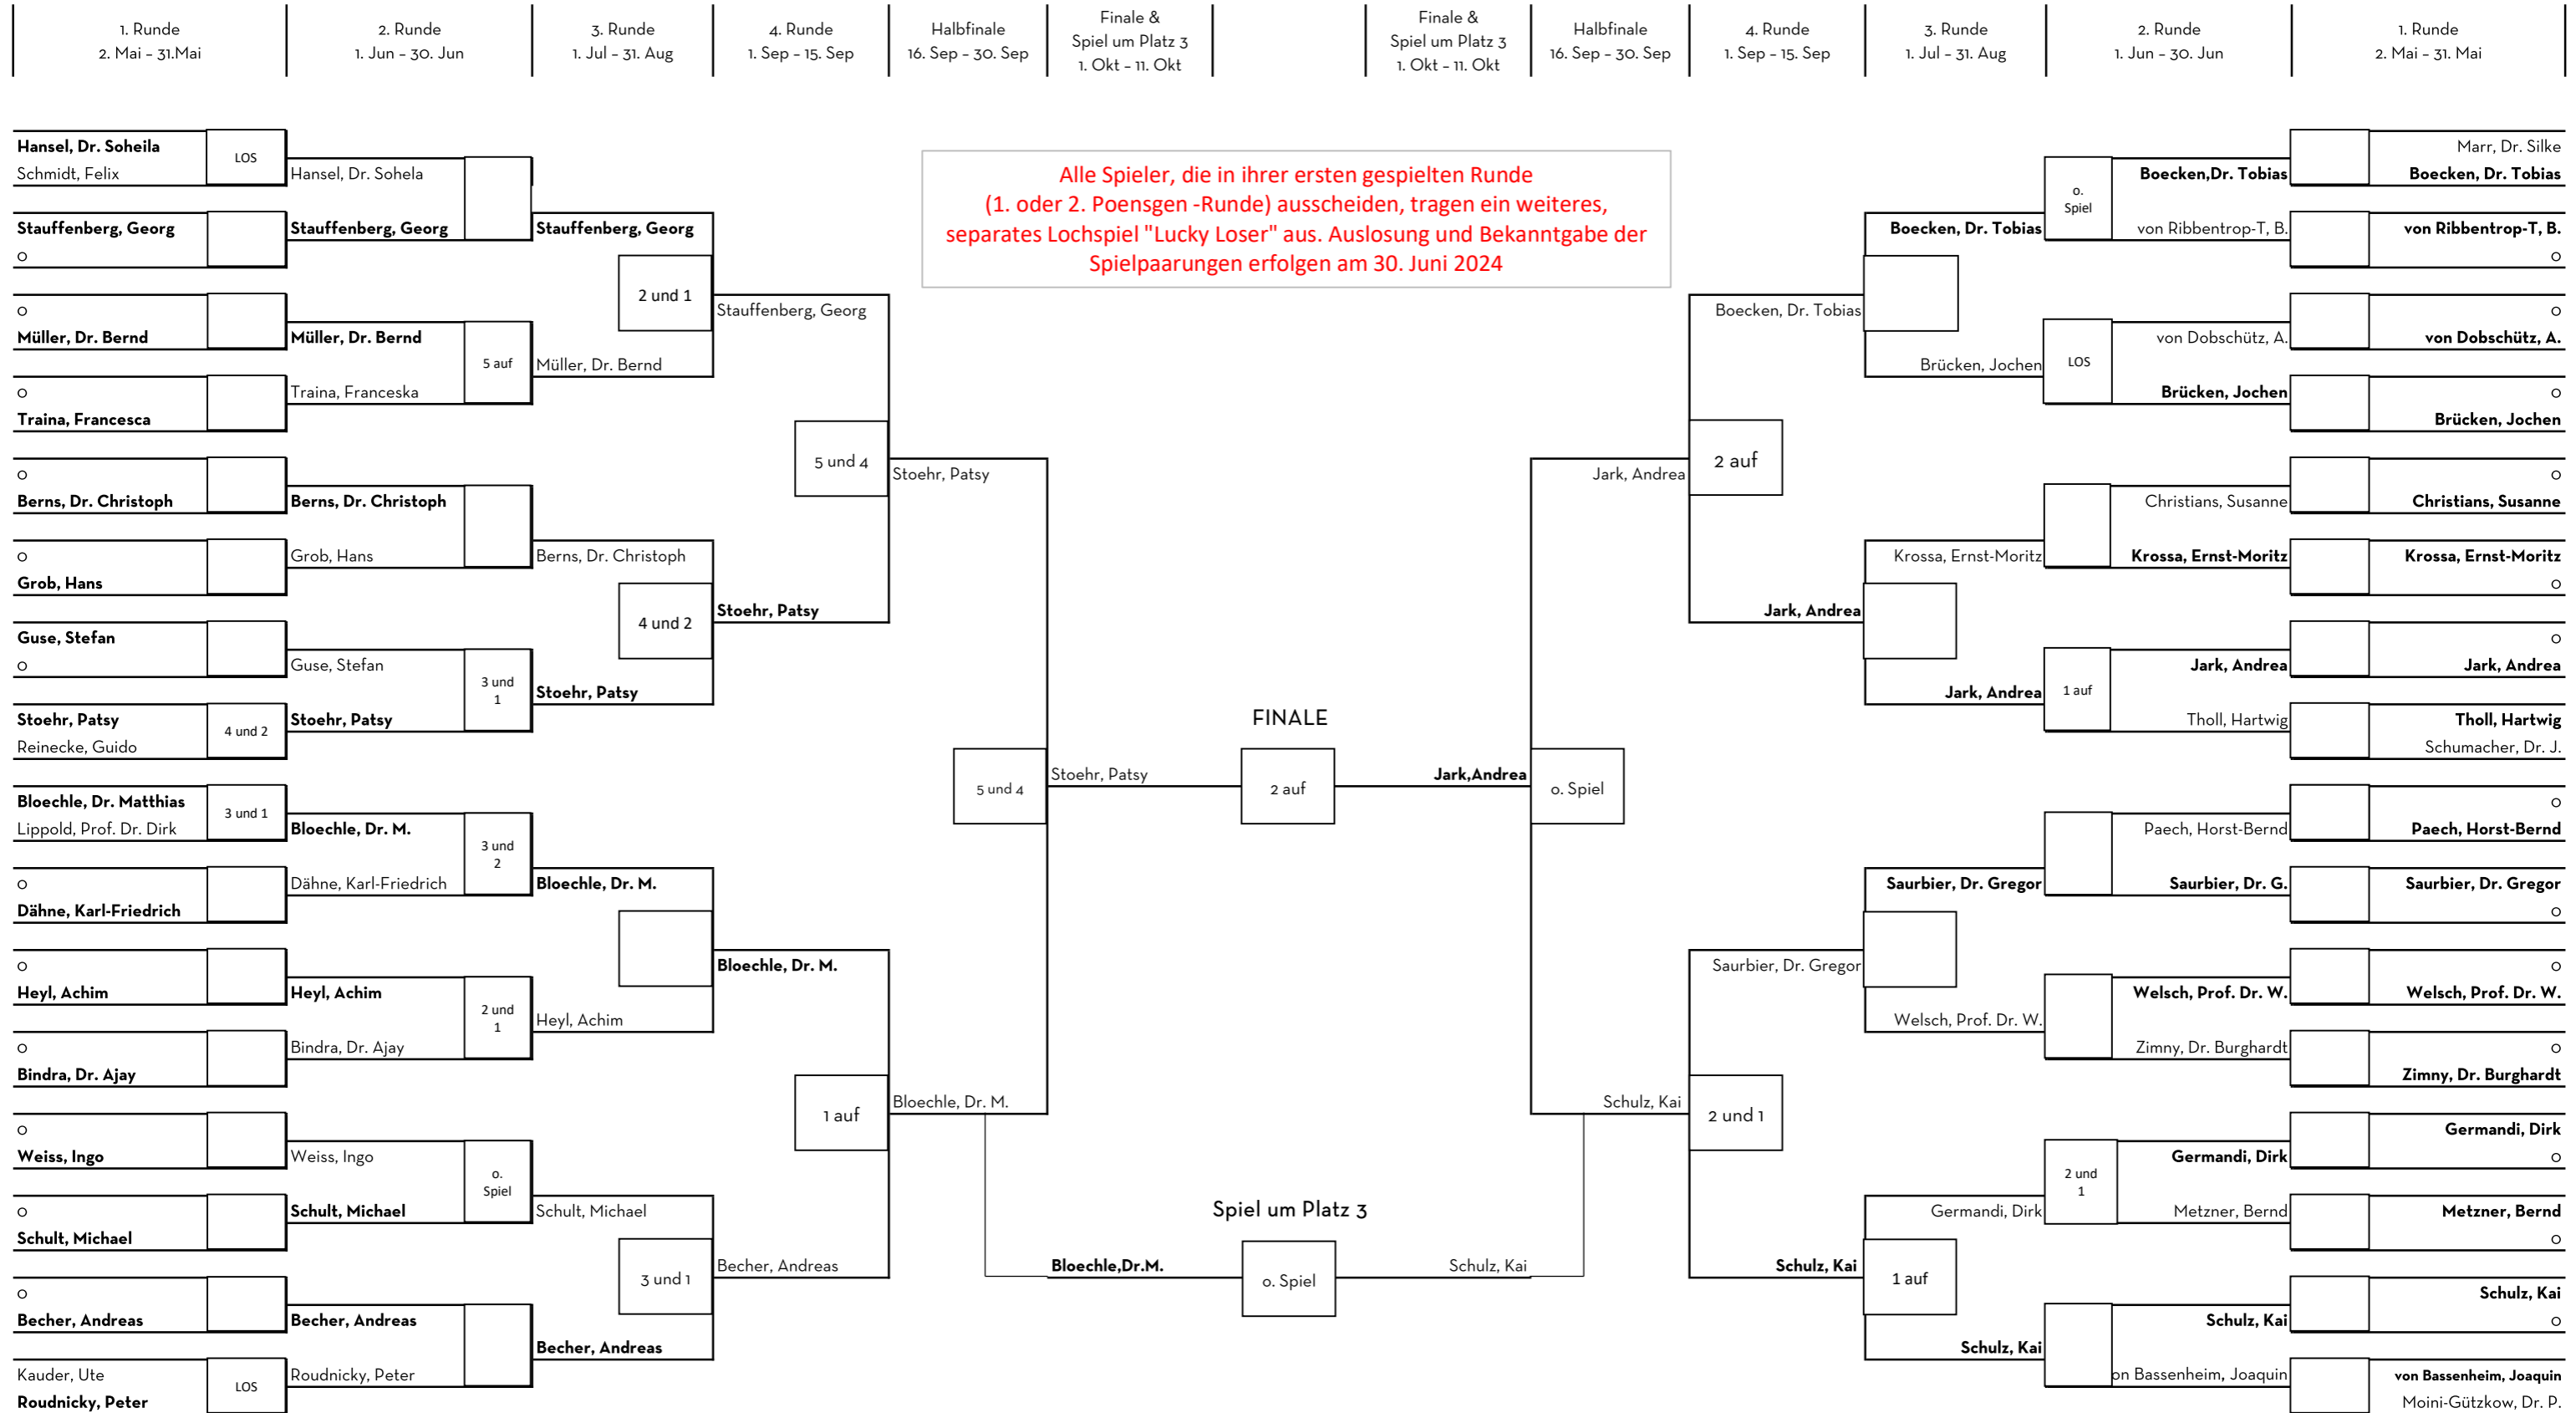 1. Runde
2. Mai – 31.Mai
2. Runde
1. Jun – 30. Jun
3. Runde
1. Jul – 31. Aug
4. Runde
1. Sep – 15. Sep
Halbfinale
16. Sep – 30. Sep
Finale &
Spiel um Platz 3
1. Okt – 11. Okt
Finale &
Spiel um Platz 3
1. Okt – 11. Okt
Halbfinale
16. Sep – 30. Sep
4. Runde
1. Sep – 15. Sep
3. Runde
1. Jul – 31. Aug
2. Runde
1. Jun – 30. Jun
1. Runde
2. Mai – 31. Mai
Hansel, Dr. Soheila
Schmidt, Felix
LOS
Stauffenberg, Georg
o
o
Müller, Dr. Bernd
o
Traina, Francesca
o
Berns, Dr. Christoph
o
Grob, Hans
Guse, Stefan
o
Stoehr, Patsy
Reinecke, Guido
4 und 2
Bloechle, Dr. Matthias
Lippold, Prof. Dr. Dirk
3 und 1
o
Dähne, Karl-Friedrich
o
Heyl, Achim
o
Bindra, Dr. Ajay
o
Weiss, Ingo
o
Schult, Michael
o
Becher, Andreas
Kauder, Ute
Roudnicky, Peter
LOS
Hansel, Dr. Sohela
Stauffenberg, Georg
Müller, Dr. Bernd
Traina, Franceska
5 auf
Berns, Dr. Christoph
Grob, Hans
Guse, Stefan
Stoehr, Patsy
3 und
1
Bloechle, Dr. M.
Dähne, Karl-Friedrich
3 und
2
Heyl, Achim
Bindra, Dr. Ajay
2 und
1
Weiss, Ingo
Schult, Michael
o.
Spiel
Becher, Andreas
Roudnicky, Peter
Stauffenberg, Georg
Müller, Dr. Bernd
2 und 1
Berns, Dr. Christoph
Stoehr, Patsy
4 und 2
Bloechle, Dr. M.
Heyl, Achim
Schult, Michael
Becher, Andreas
3 und 1
Stauffenberg, Georg
Stoehr, Patsy
5 und 4
Bloechle, Dr. M.
Becher, Andreas
1 auf
Stoehr, Patsy
Bloechle, Dr. M.
5 und 4
Alle Spieler, die in ihrer ersten gespielten Runde
(1. oder 2. Poensgen -Runde) ausscheiden, tragen ein weiteres,
separates Lochspiel "Lucky Loser" aus. Auslosung und Bekanntgabe der
Spielpaarungen erfolgen am 30. Juni 2024
FINALE
Stoehr, Patsy
2 auf
Jark,Andrea
Spiel um Platz 3
Bloechle,Dr.M.
o. Spiel
Schulz, Kai
Jark, Andrea
Schulz, Kai
o. Spiel
Boecken, Dr. Tobias
Jark, Andrea
2 auf
Saurbier, Dr. Gregor
Schulz, Kai
2 und 1
Boecken, Dr. Tobias
Brücken, Jochen
Krossa, Ernst-Moritz
Jark, Andrea
Saurbier, Dr. Gregor
Welsch, Prof. Dr. W.
Germandi, Dirk
Schulz, Kai
1 auf
Boecken,Dr. Tobias
von Ribbentrop-T, B.
o.
Spiel
von Dobschütz, A.
Brücken, Jochen
LOS
Christians, Susanne
Krossa, Ernst-Moritz
Jark, Andrea
Tholl, Hartwig
1 auf
Paech, Horst-Bernd
Saurbier, Dr. G.
Welsch, Prof. Dr. W.
Zimny, Dr. Burghardt
Germandi, Dirk
Metzner, Bernd
2 und
1
Schulz, Kai
on Bassenheim, Joaquin
Marr, Dr. Silke
Boecken, Dr. Tobias
von Ribbentrop-T, B.
o
o
von Dobschütz, A.
o
Brücken, Jochen
o
Christians, Susanne
Krossa, Ernst-Moritz
o
o
Jark, Andrea
Tholl, Hartwig
Schumacher, Dr. J.
o
Paech, Horst-Bernd
Saurbier, Dr. Gregor
o
o
Welsch, Prof. Dr. W.
o
Zimny, Dr. Burghardt
Germandi, Dirk
o
Metzner, Bernd
o
Schulz, Kai
o
von Bassenheim, Joaquin
Moini-Gützkow, Dr. P.